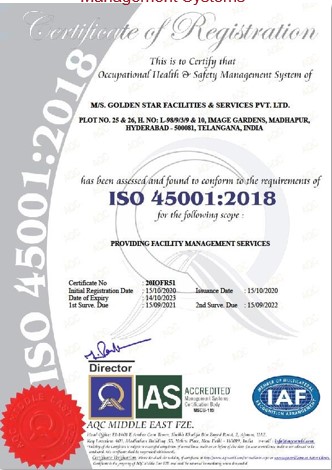 Management Systems
Certificate of Registration
This is to Certify that
Occupational Health & Safety Management System of
M/S. GOLDEN STAR FACILITIES & SERVICES PVT. LTD.
PLOT NO. 25 & 26, H. NO: L-98/9/3/9 & 10, IMAGE GARDENS, MADHAPUR,
HYDERABAD - 500081, TELANGANA, INDIA
has been assessed and found to conform to the requirements of
ISO 45001:2018
for the following scope :
PROVIDING FACILITY MANAGEMENT SERVICES
Certificate No : 20IOFR51
Initial Registration Date : 15/10/2020 Issuance Date : 15/10/2020
Date of Expiry : 14/10/2023
1st Surve. Due : 15/09/2021 2nd Surve. Due : 15/09/2022
ISO 45001:2018
Director
IAS ACCREDITED
Management Systems
Certification Body
MEMBER OF MULTILATERAL
RECOGNITION ARRANGEMENT
IAF
AQC MIDDLE EAST FZE.